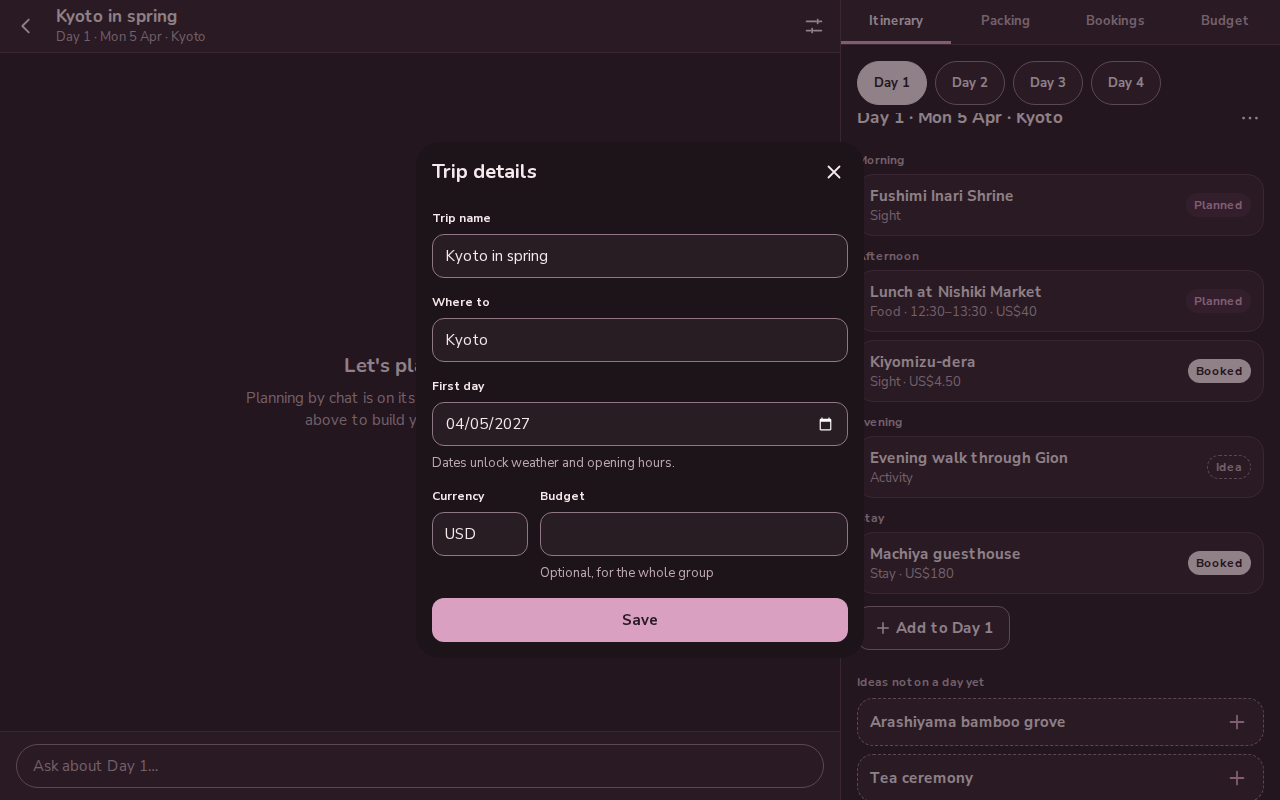 Kyoto in spring
Day 1 · Mon 5 Apr · Kyoto
Itinerary
Packing
Bookings
Budget
Day 1
Day 2
Day 3
Day 4
Day 1 · Mon 5 Apr · Kyoto
Morning
Fushimi Inari Shrine
Sight
Planned
Afternoon
Lunch at Nishiki Market
Food · 12:30–13:30 · US$40
Planned
Kiyomizu-dera
Sight · US$4.50
Booked
Evening
Evening walk through Gion
Activity
Idea
Stay
Machiya guesthouse
Stay · US$180
Booked
Add to Day 1
Ideas not on a day yet
Arashiyama bamboo grove
Tea ceremony
Let's
Planning by chat is on its
above to build
Ask about Day 1...
Trip details
Trip name
Kyoto in spring
Where to
Kyoto
First day
04/05/2027
Dates unlock weather and opening hours.
Currency
Budget
USD
Optional, for the whole group
Save